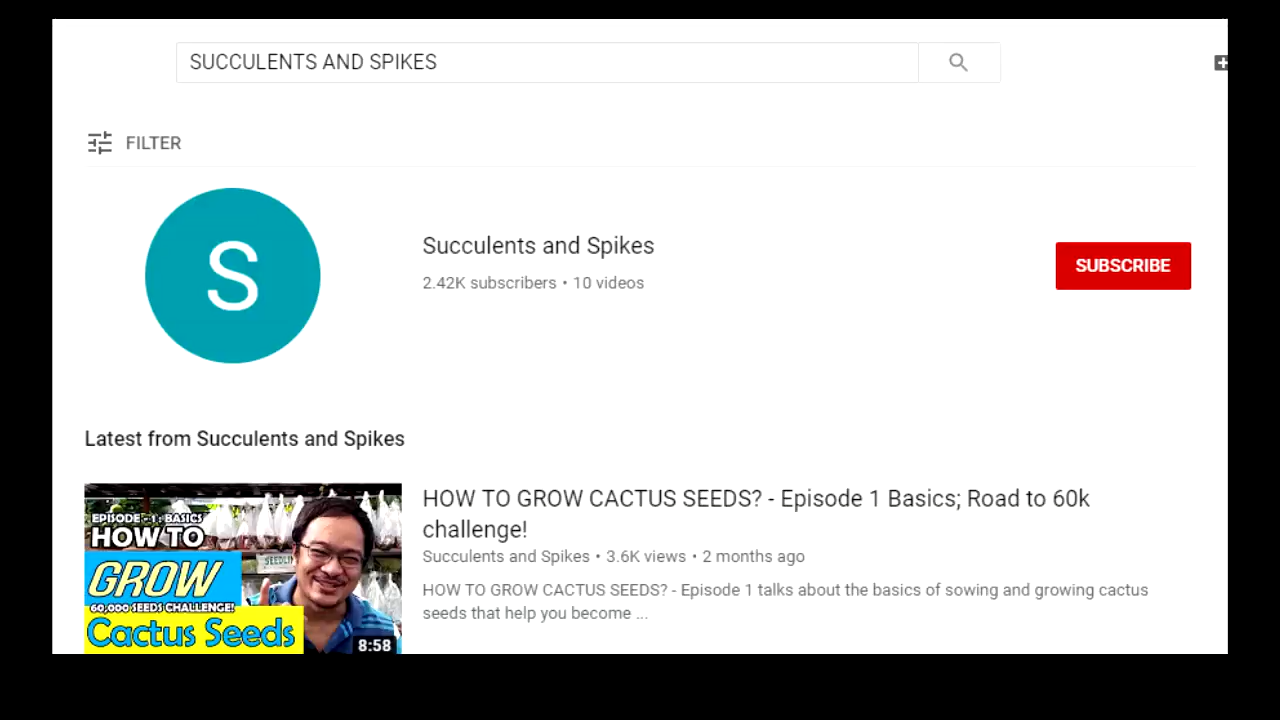 SUCCULENTS AND SPIKES
FILTER
S
Succulents and Spikes
2.42K subscribers • 10 videos
SUBSCRIBE
Latest from Succulents and Spikes
EPISODE -1: BASICS
HOW TO
SEEDLIN
GROW
60,000 SEEDS CHALLENGE!
Cactus Seeds
8:58
HOW TO GROW CACTUS SEEDS? - Episode 1 Basics; Road to 60k
challenge!
Succulents and Spikes • 3.6K views • 2 months ago
HOW TO GROW CACTUS SEEDS? - Episode 1 talks about the basics of sowing and growing cactus
seeds that help you become ...